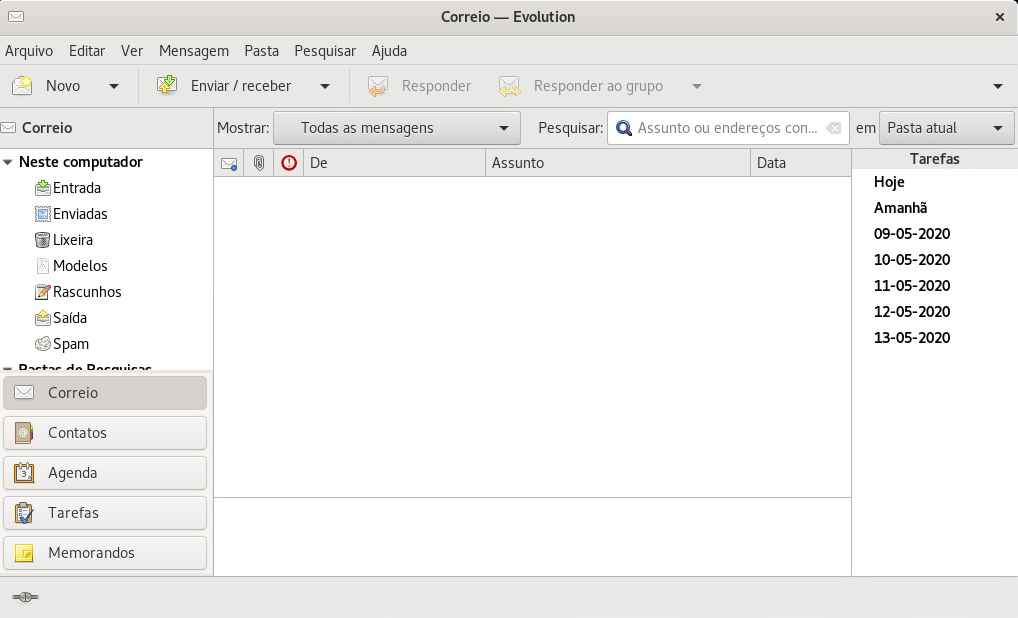 Correio — Evolution
Arquivo Editar Ver Mensagem Pasta Pesquisar Ajuda
Novo Enviar / receber Responder Responder ao grupo
Correio Mostrar: Todas as mensagens Pesquisar: Assunto ou endereços con... em Pasta atual
Neste computador
Entrada
Enviadas
Lixeira
Modelos
Rascunhos
Saída
Spam
Pastas de Pesquisas
Correio
Contatos
Agenda
Tarefas
Memorandos
De Assunto Data
Tarefas
Hoje
Amanhã
09-05-2020
10-05-2020
11-05-2020
12-05-2020
13-05-2020